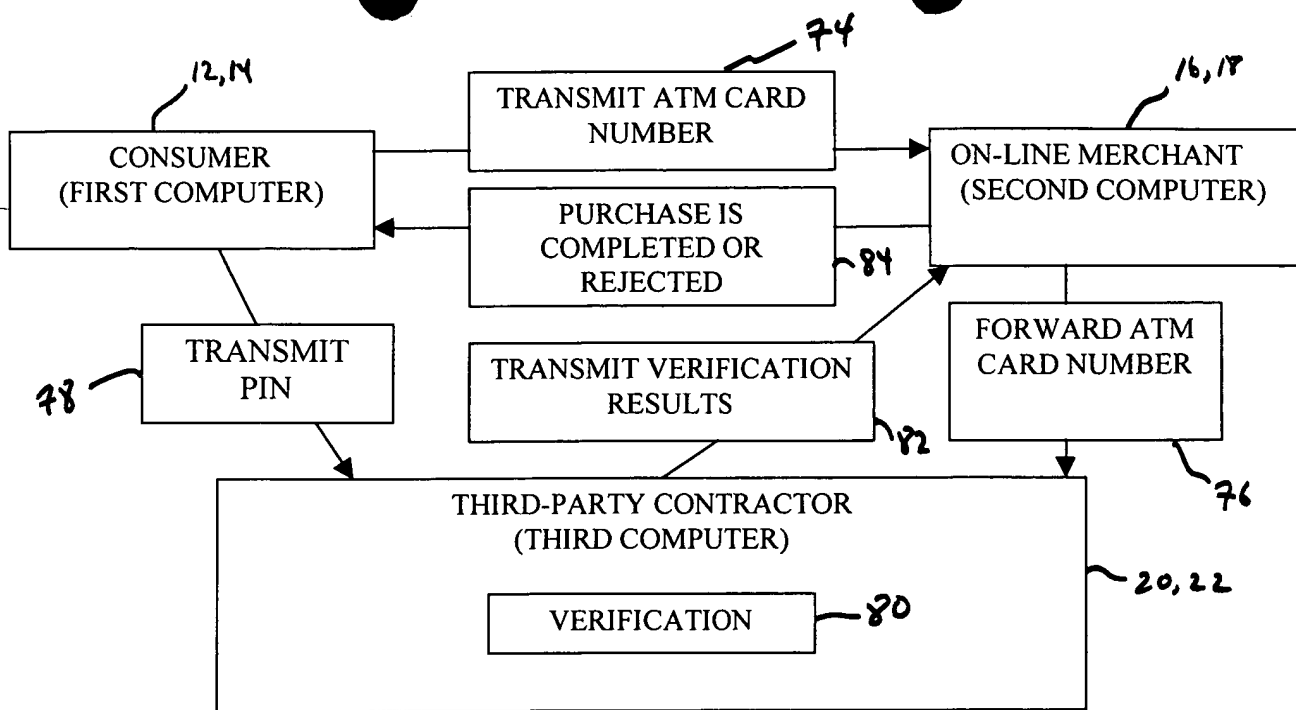 74
12,14
16,18
TRANSMIT ATM CARD
NUMBER
CONSUMER
(FIRST COMPUTER)
ON-LINE MERCHANT
(SECOND COMPUTER)
PURCHASE IS
COMPLETED OR
REJECTED
84
TRANSMIT
PIN
78
TRANSMIT VERIFICATION
RESULTS
82
FORWARD ATM
CARD NUMBER
76
THIRD-PARTY CONTRACTOR
(THIRD COMPUTER)
20,22
VERIFICATION
80